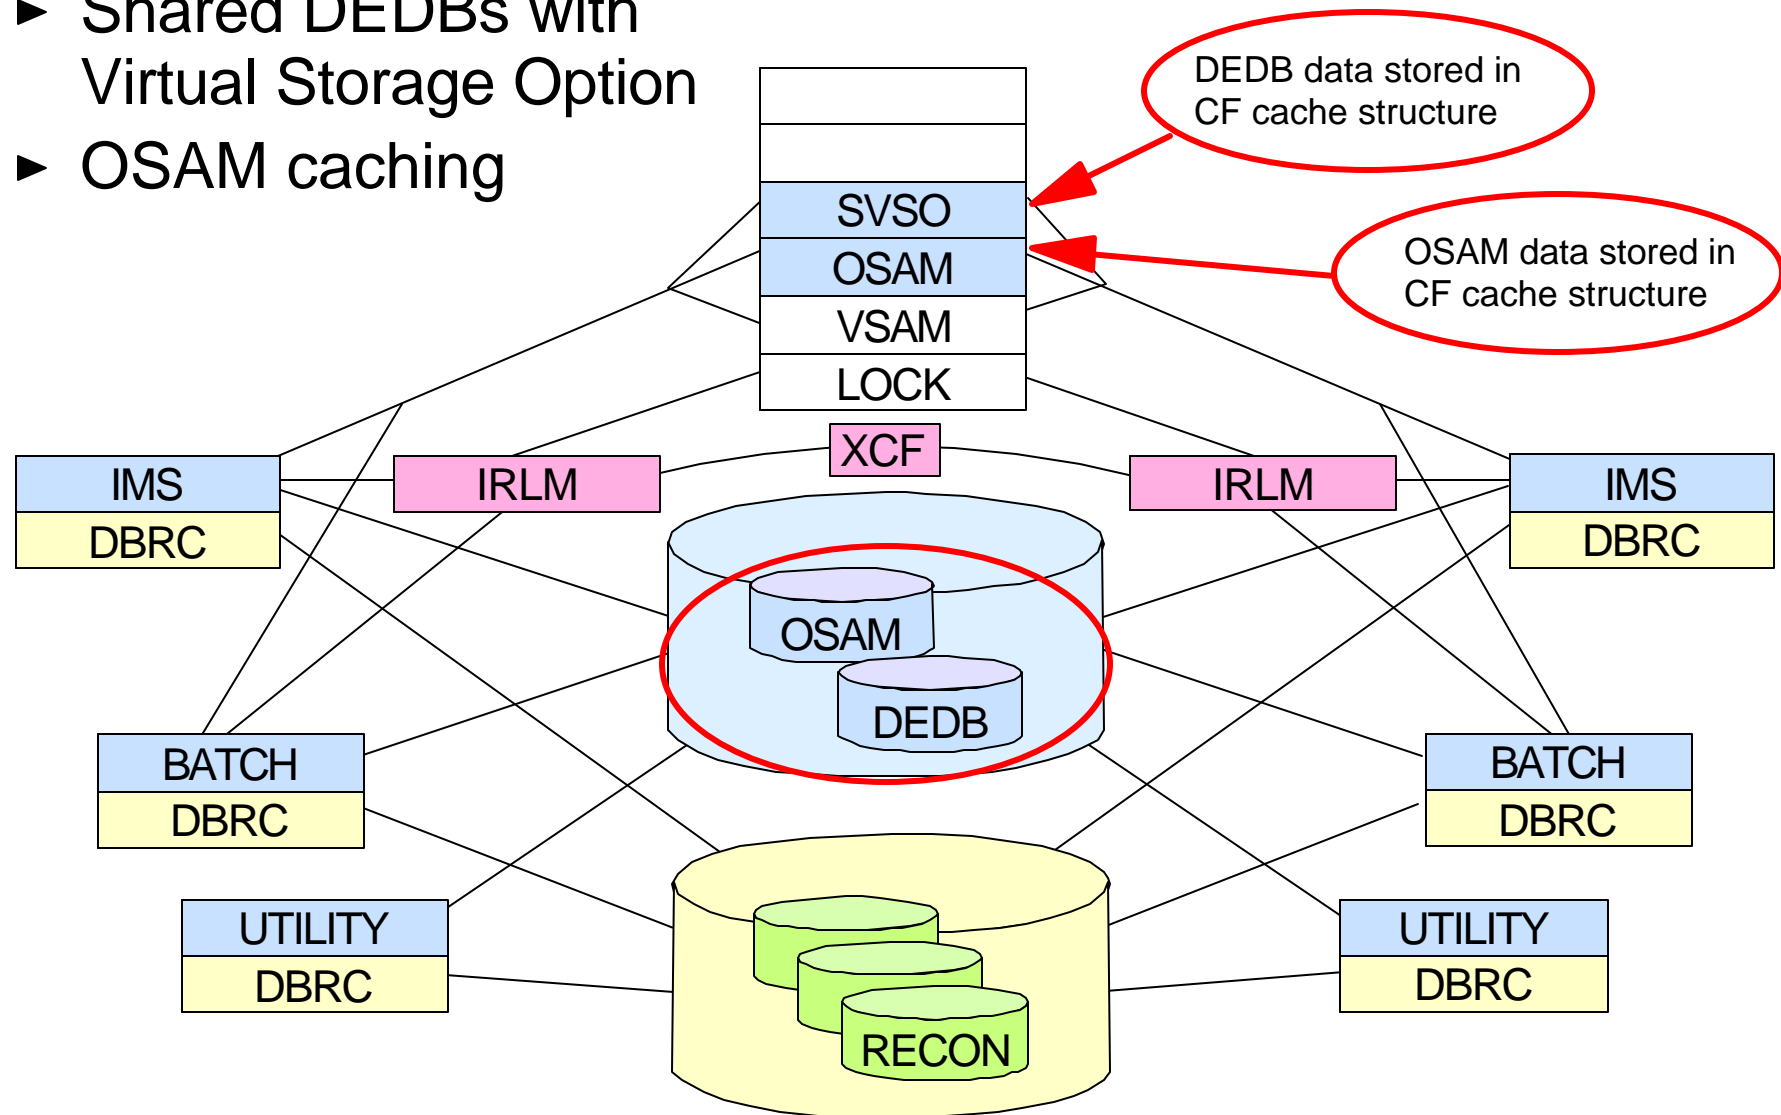 ► Shared DEDBs with
Virtual Storage Option
► OSAM caching
DEDB data stored in
CF cache structure
OSAM data stored in
CF cache structure
SVSO
OSAM
VSAM
LOCK
XCF
IMS
DBRC
IRLM
IRLM
IMS
DBRC
OSAM
DEDB
BATCH
DBRC
BATCH
DBRC
UTILITY
DBRC
UTILITY
DBRC
RECON